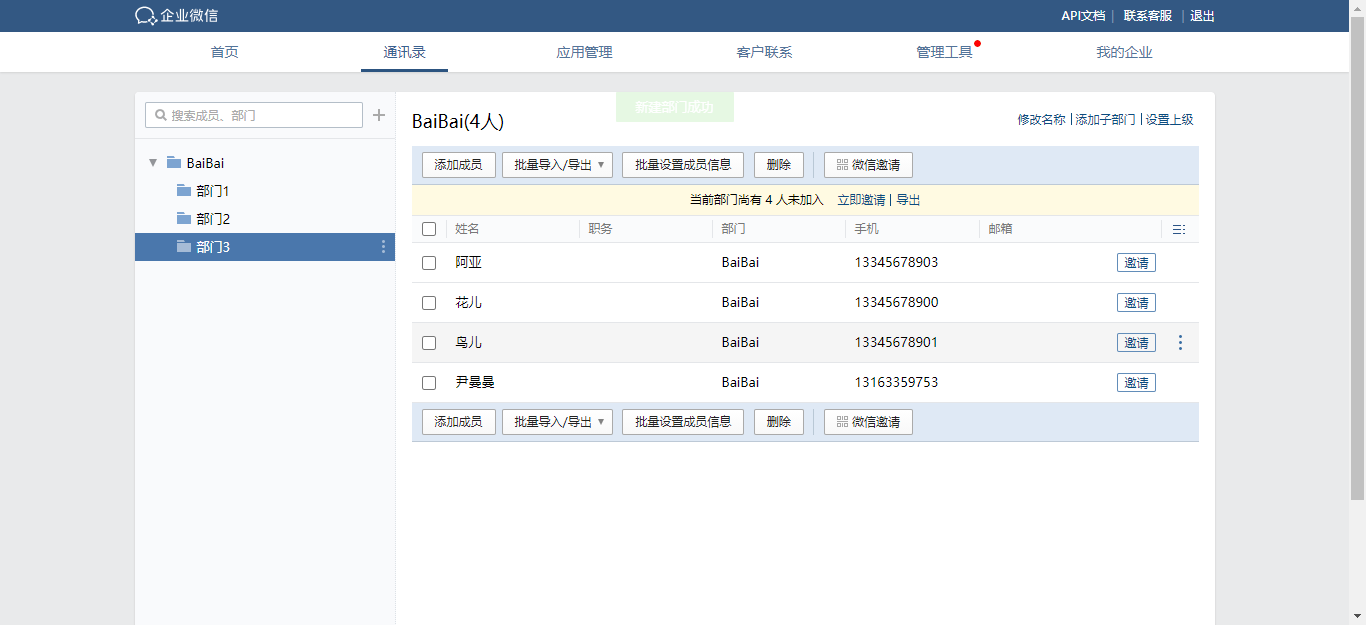 企业微信
API文档 | 联系客服 | 退出
首页 通讯录 应用管理 客户联系 管理工具 我的企业
搜索成员、部门
新建部门成功
BaiBai(4人)
修改名称 | 添加子部门 | 设置上级
BaiBai
部门1
部门2
部门3
添加成员 批量导入/导出 批量设置成员信息 删除 微信邀请
当前部门尚有 4 人未加入 立即邀请 | 导出
姓名 职务 部门 手机 邮箱
阿亚 BaiBai 13345678903 邀请
花儿 BaiBai 13345678900 邀请
鸟儿 BaiBai 13345678901 邀请
尹曼曼 BaiBai 13163359753 邀请
添加成员 批量导入/导出 批量设置成员信息 删除 微信邀请